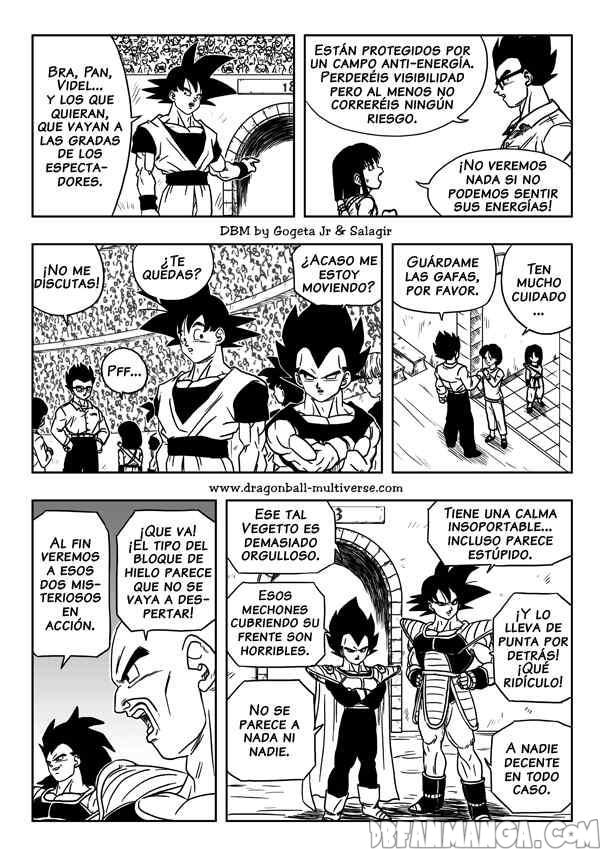 BRA, PAN,
VIDEL...
Y LOS QUE
QUIERAN,
QUE VAYAN A
LAS GRADAS
DE LOS
ESPECTA-
DORES.
18
ESTÁN PROTEGIDOS POR
UN CAMPO ANTI-ENERGÍA.
PERDERÉIS VISIBILIDAD
PERO AL MENOS NO
CORRERÉIS NINGÚN
RIESGO.
¡NO VEREMOS
NADA SI NO
PODEMOS SENTIR
SUS ENERGÍAS!
DBM by Gogeta Jr & Salagir
¡NO ME
DISCUTAS!
PFF...
¿TE
QUEDAS?
¿ACASO ME
ESTOY
MOVIENDO?
GUÁRDAME
LAS GAFAS,
POR FAVOR.
TEN
MUCHO
CUIDADO
...
www.dragonball-multiverse.com
AL FIN
VEREMOS
A ESOS
DOS MIS-
TERIOSOS
EN
ACCIÓN.
¡QUE VA!
¡EL TIPO DEL
BLOQUE DE
HIELO PARECE
QUE NO SE
VAYA A DES-
PERTAR!
ESE TAL
VEGETTO ES
DEMASIADO
ORGULLOSO.
ESOS
MECHONES
CUBRIENDO SU
FRENTE SON
HORRIBLES.
NO SE
PARECE A
NADA NI
NADIE.
3
TIENE UNA CALMA
INSOPORTABLE...
INCLUSO PARECE
ESTÚPIDO.
¡Y LO
LLEVA DE
PUNTA POR
DETRÁS!
¡QUÉ
RIDÍCULO!
A NADIE
DECENTE
EN TODO
CASO.
DBFANMANGA.COM